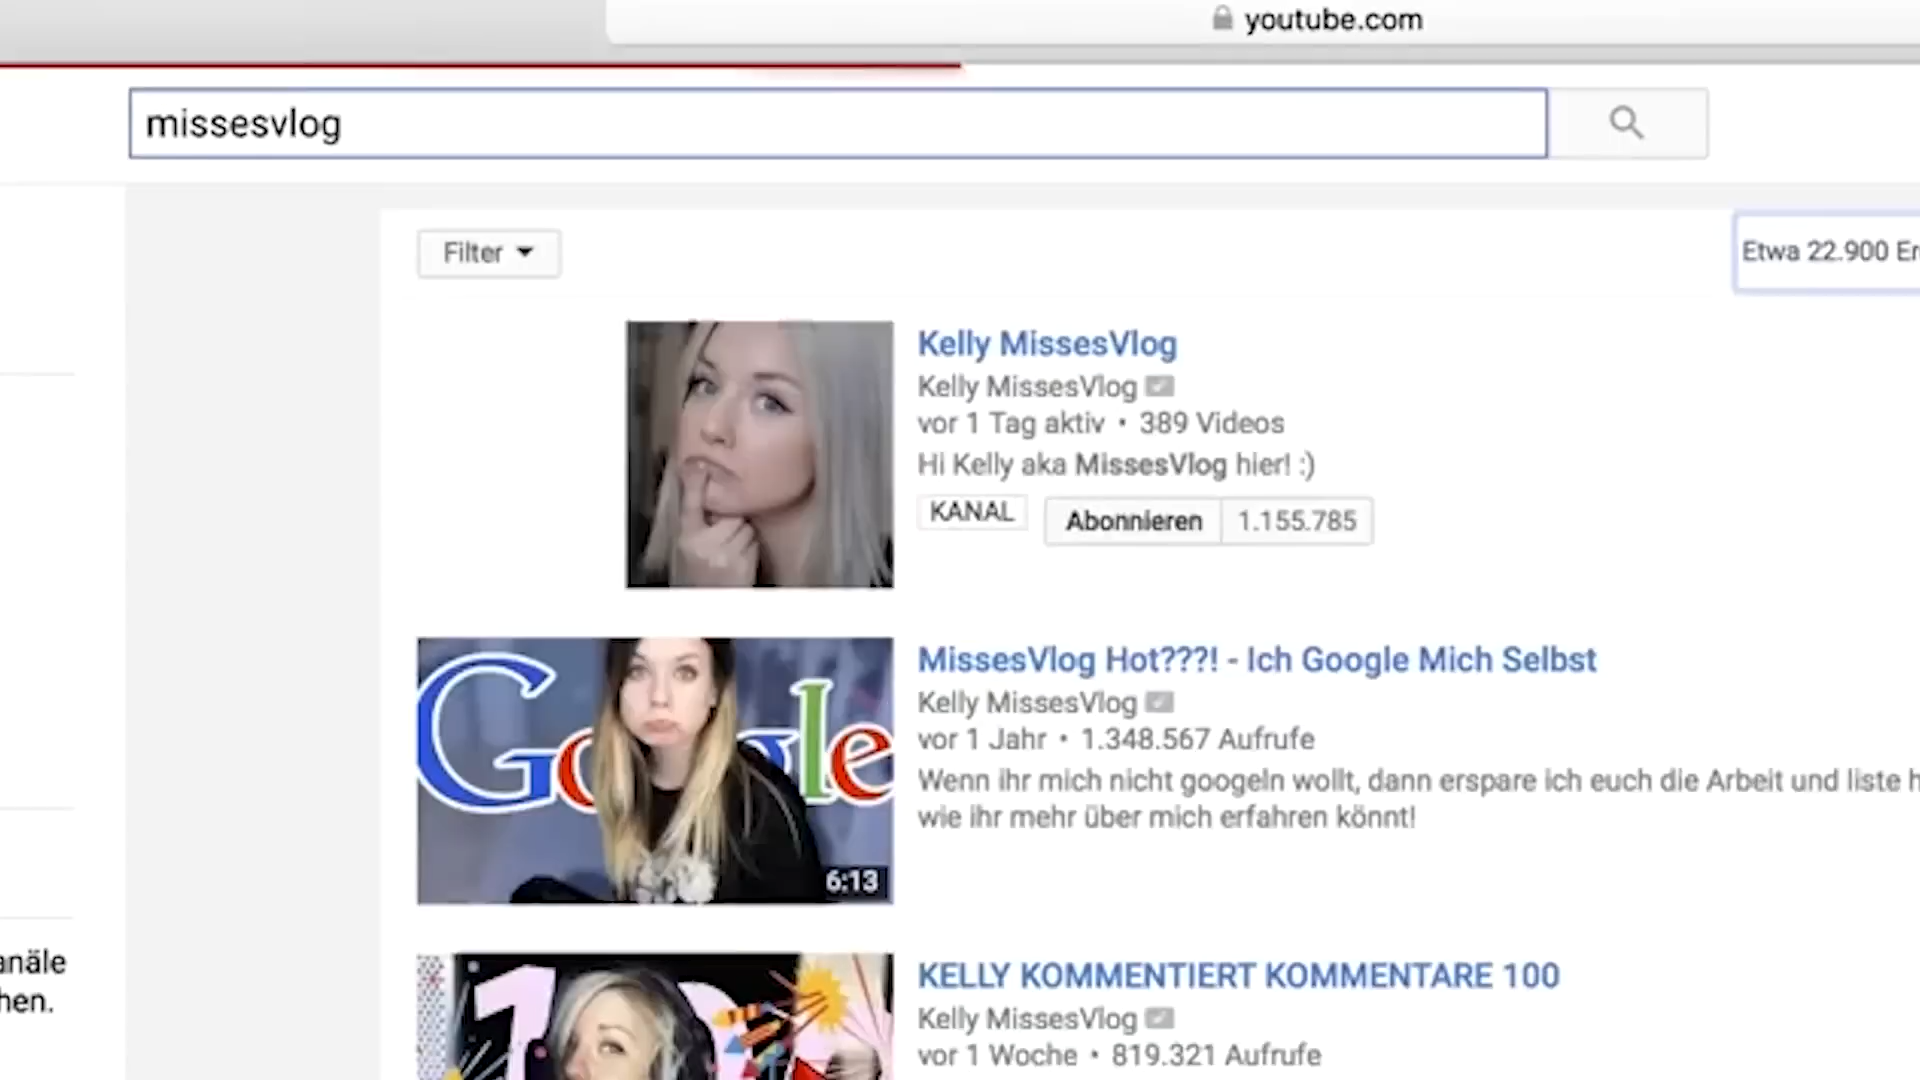 youtube.com
missesvlog
Filter
Etwa 22.900
Kelly MissesVlog
Kelly MissesVlog
vor 1 Tag aktiv • 389 Videos
Hi Kelly aka MissesVlog hier! :)
KANAL
Abonnieren 1.155.785
Google
6:13
MissesVlog Hot???! - Ich Google Mich Selbst
Kelly MissesVlog
vor 1 Jahr • 1.348.567 Aufrufe
Wenn ihr mich nicht googeln wollt, dann erspare ich euch die Arbeit und liste
wie ihr mehr über mich erfahren könnt!
anäle
hen.
KELLY KOMMENTIERT KOMMENTARE 100
Kelly MissesVlog
vor 1 Woche • 819.321 Aufrufe